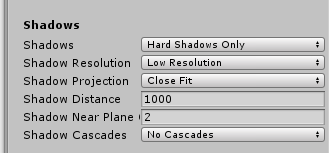 Shadows
Shadows Hard Shadows Only
Shadow Resolution Low Resolution
Shadow Projection Close Fit
Shadow Distance 1000
Shadow Near Plane 2
Shadow Cascades No Cascades